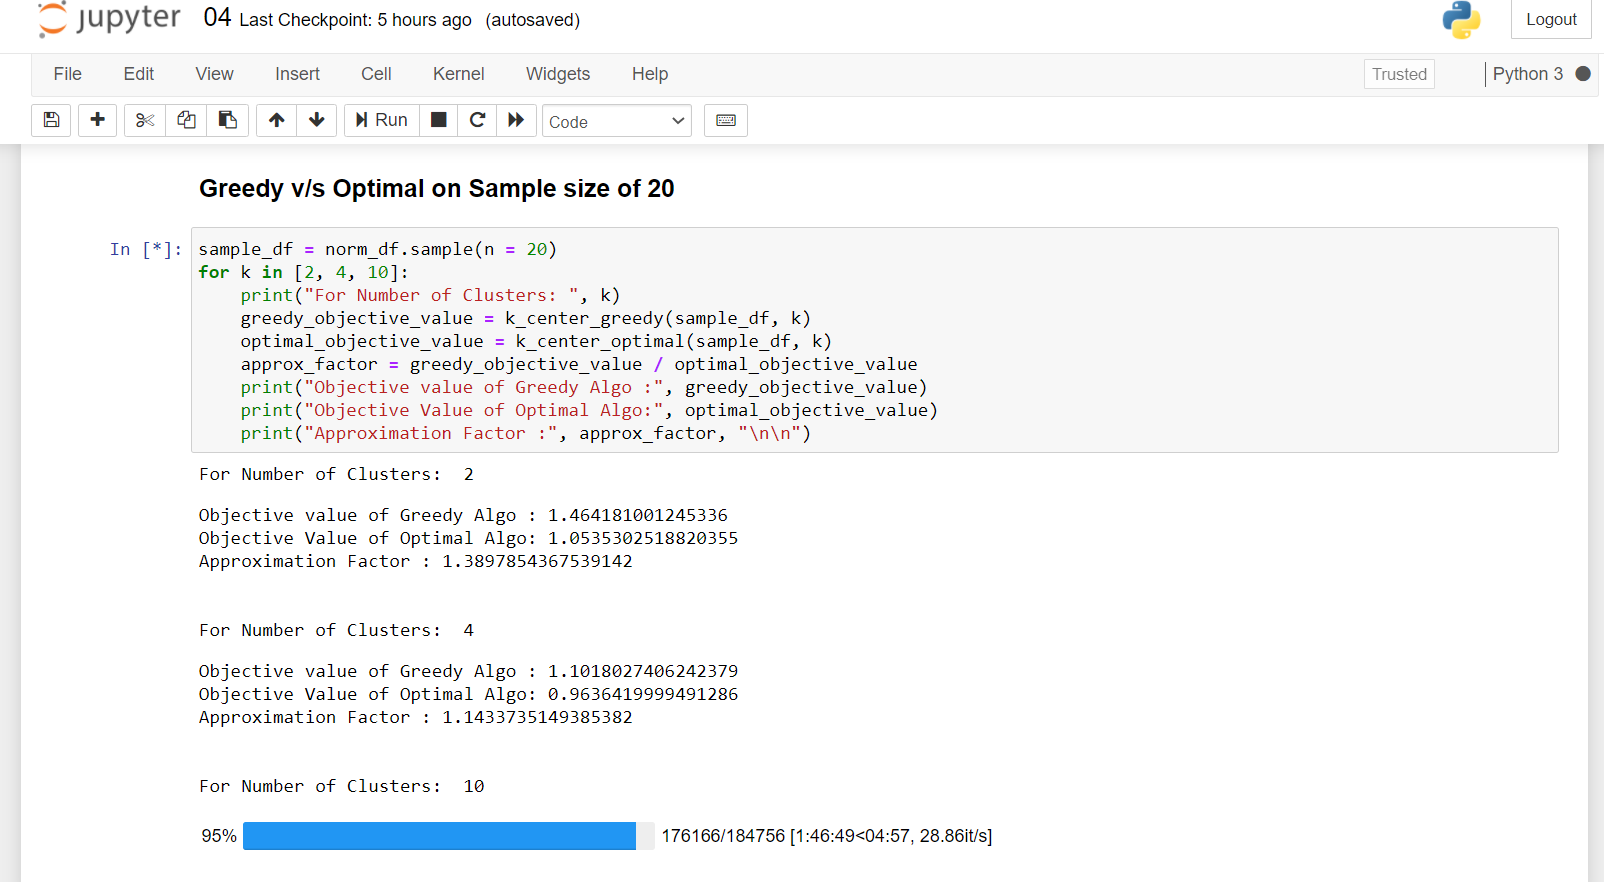 jupyter 04 Last Checkpoint: 5 hours ago (autosaved) Logout
File Edit View Insert Cell Kernel Widgets Help Trusted Python 3
Run Code
Greedy v/s Optimal on Sample size of 20
In [*]: sample_df = norm_df.sample(n = 20)
for k in [2, 4, 10]:
    print("For Number of Clusters: ", k)
    greedy_objective_value = k_center_greedy(sample_df, k)
    optimal_objective_value = k_center_optimal(sample_df, k)
    approx_factor = greedy_objective_value / optimal_objective_value
    print("Objective value of Greedy Algo :", greedy_objective_value)
    print("Objective Value of Optimal Algo:", optimal_objective_value)
    print("Approximation Factor :", approx_factor, "\n\n")
For Number of Clusters:  2
Objective value of Greedy Algo : 1.464181001245336
Objective Value of Optimal Algo: 1.0535302518820355
Approximation Factor : 1.3897854367539142
For Number of Clusters:  4
Objective value of Greedy Algo : 1.1018027406242379
Objective Value of Optimal Algo: 0.9636419999491286
Approximation Factor : 1.1433735149385382
For Number of Clusters:  10
95% 176166/184756 [1:46:49<04:57, 28.86it/s]